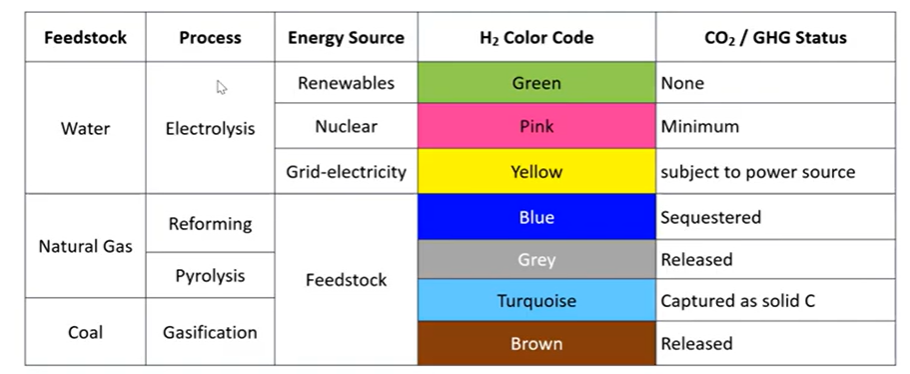 Feedstock Process Energy Source H₂ Color Code CO₂ / GHG Status
Renewables Green None
Water Electrolysis Nuclear Pink Minimum
Grid-electricity Yellow subject to power source
Natural Gas Reforming Feedstock Blue Sequestered
Grey Released
Pyrolysis Turquoise Captured as solid C
Coal Gasification Brown Released